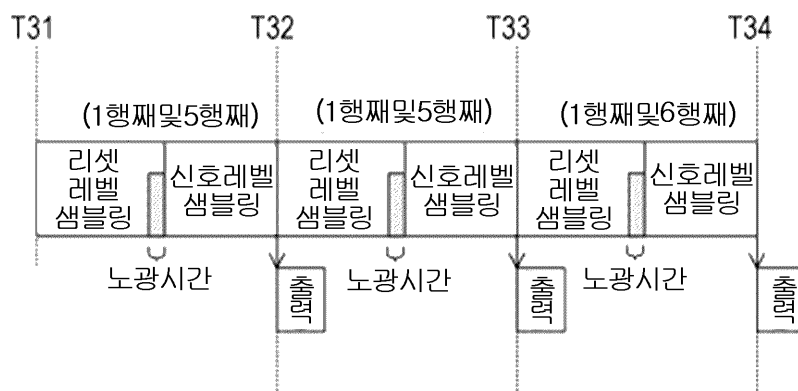 T31 T32 T33 T34
(1행째및5행째) (1행째및5행째) (1행째및6행째)
리셋
레벨
샘블링
신호레벨
샘블링
리셋
레벨
샘블링
신호레벨
샘블링
리셋
레벨
샘블링
신호레벨
샘블링
노광시간 노광시간 노광시간
출력
출력
출력